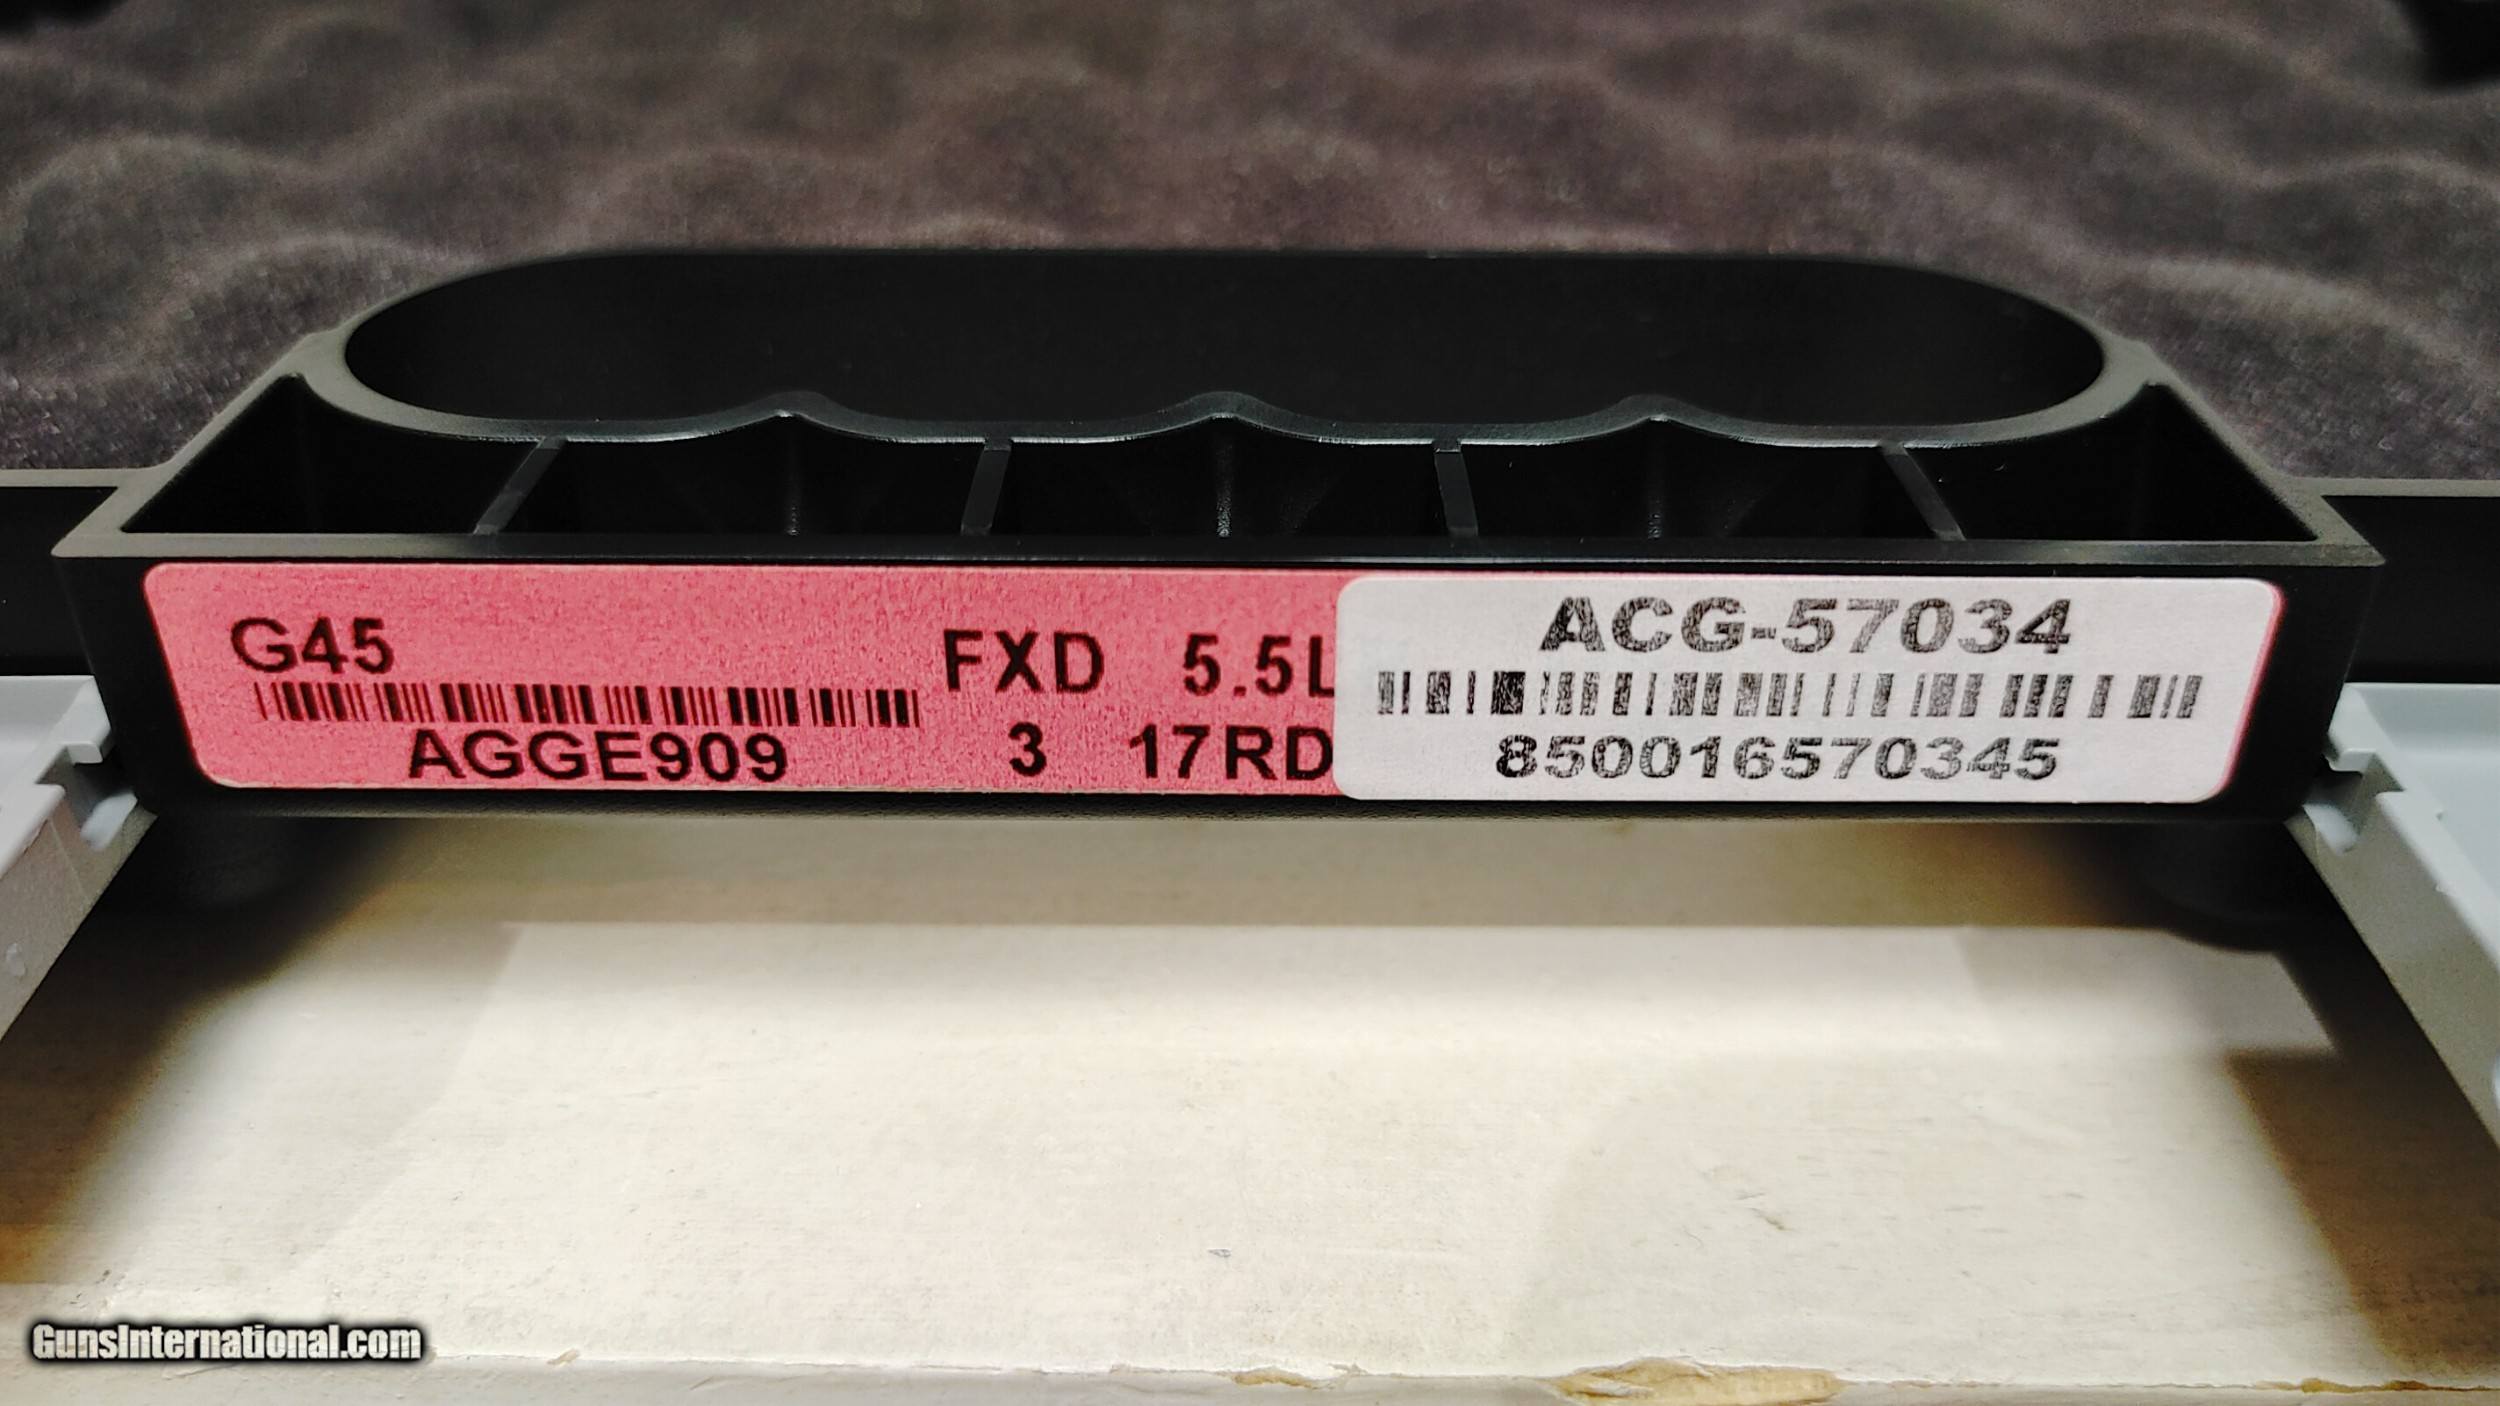 G45
AGGE909
FXD 5.5L
3 17RD
ACG-57034
850016570345
GunsInternational.com